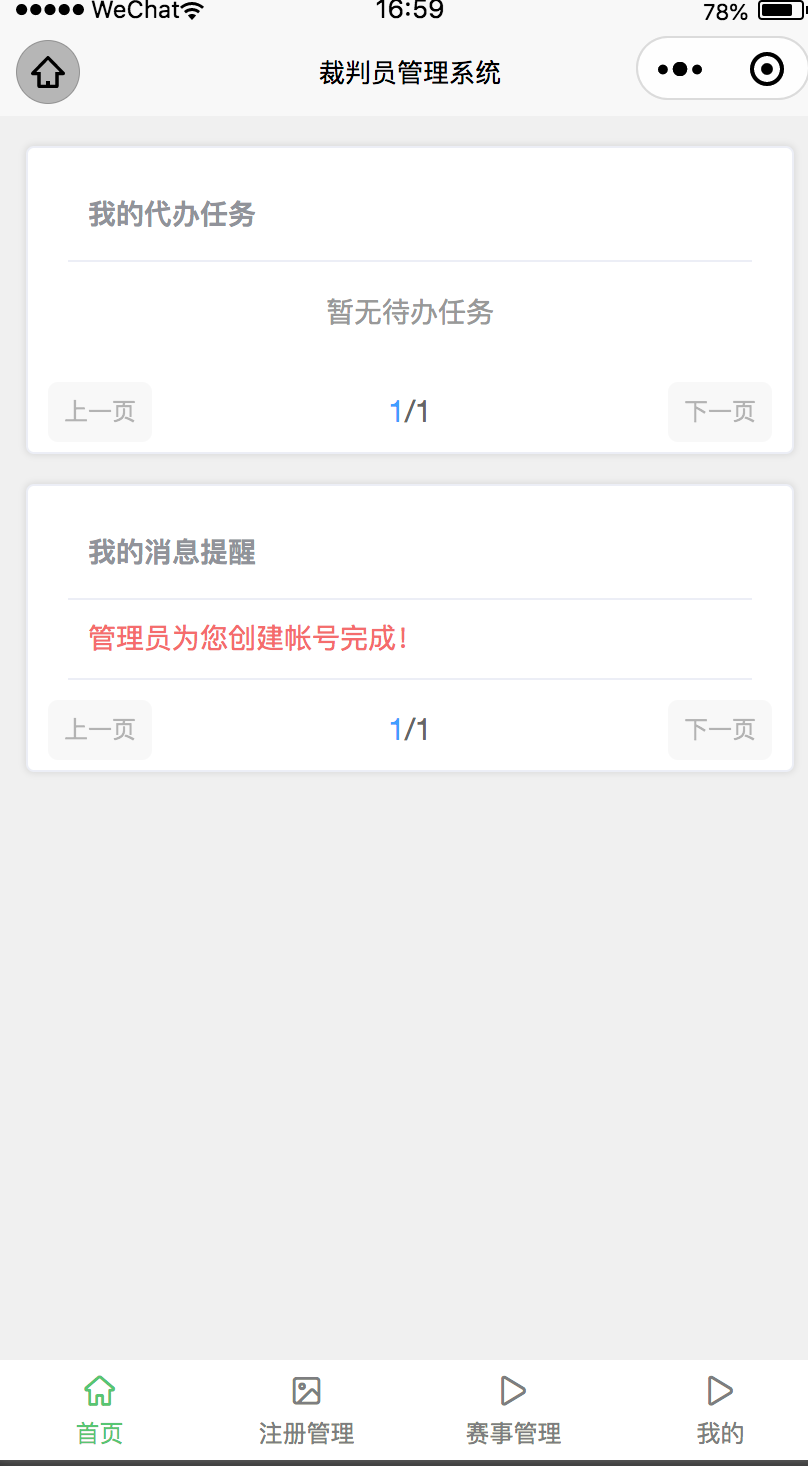 WeChat 16:59 78%
裁判员管理系统
我的代办任务
暂无待办任务
上一页 1/1 下一页
我的消息提醒
管理员为您创建帐号完成!
上一页 1/1 下一页
首页 注册管理 赛事管理 我的